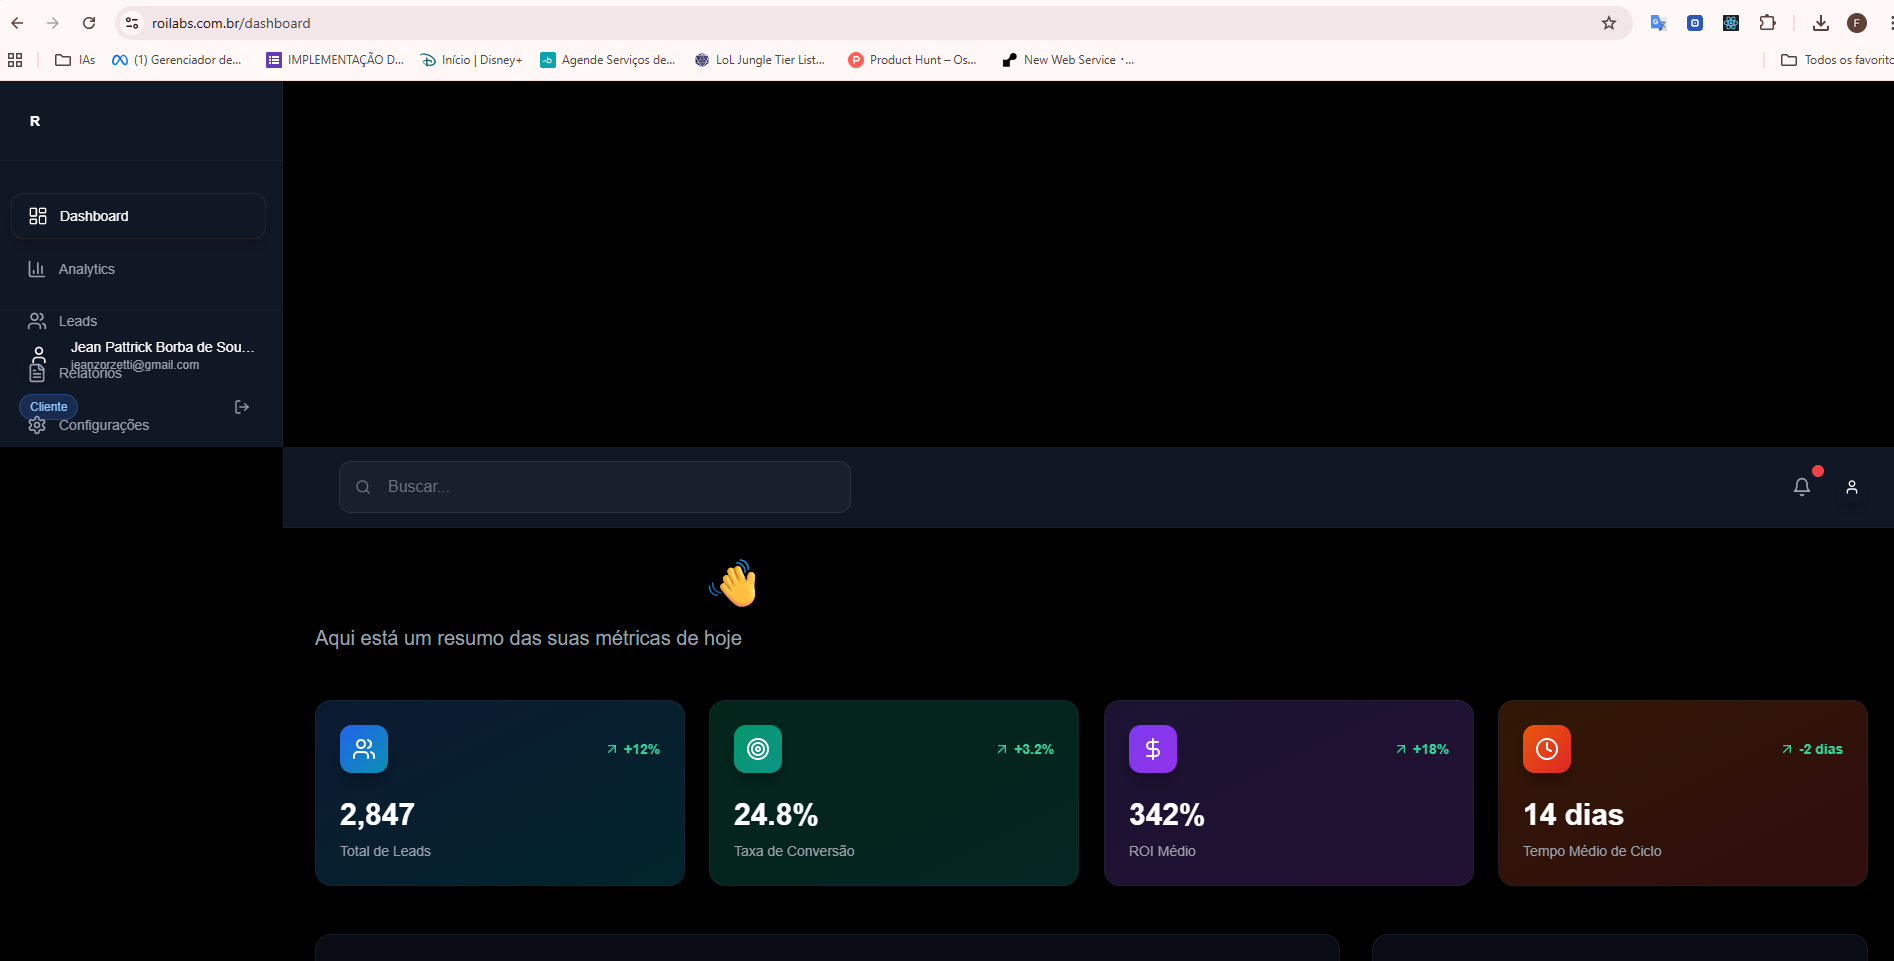 roilabs.com.br/dashboard
F
IAs
(1) Gerenciador de...
IMPLEMENTAÇÃO D...
Início | Disney+
Agende Serviços de...
LoL Jungle Tier List...
Product Hunt – Os...
New Web Service ·...
Todos os favorito
R
Dashboard
Analytics
Leads
Jean Pattrick Borba de Sou...
jeanzorzetti@gmail.com
Relatórios
Cliente
Configurações
Buscar...
Aqui está um resumo das suas métricas de hoje
+12%
2,847
Total de Leads
+3.2%
24.8%
Taxa de Conversão
+18%
342%
ROI Médio
-2 dias
14 dias
Tempo Médio de Ciclo